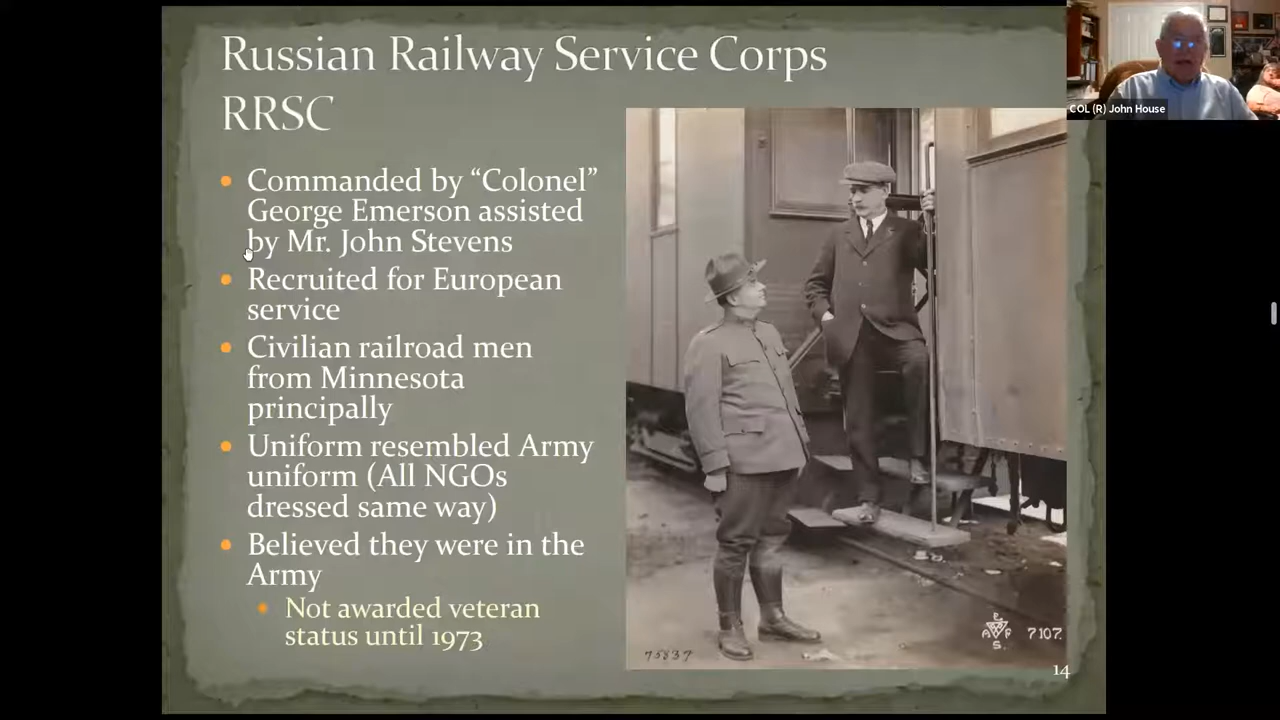 Russian Railway Service Corps
RRSC
COL (R) John House
• Commanded by “Colonel”
George Emerson assisted
by Mr. John Stevens
• Recruited for European
service
• Civilian railroad men
from Minnesota
principally
• Uniform resembled Army
uniform (All NGOs
dressed same way)
• Believed they were in the
Army
• Not awarded veteran
status until 1973
75837
7107.
14